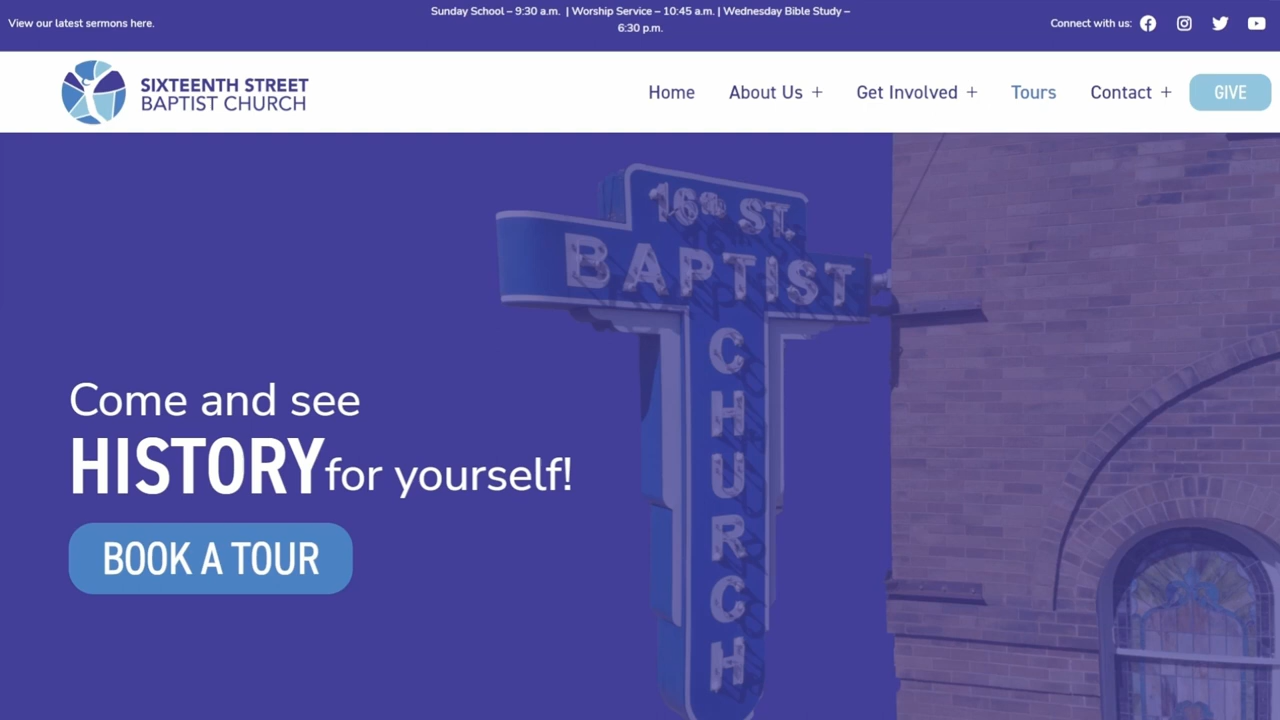 View our latest sermons here.
Sunday School – 9:30 a.m. | Worship Service – 10:45 a.m. | Wednesday Bible Study –
6:30 p.m.
Connect with us:
SIXTEENTH STREET
BAPTIST CHURCH
Home
About Us +
Get Involved +
Tours
Contact +
GIVE
16th ST.
BAPTIST
CHURCH
Come and see
HISTORY for yourself!
BOOK A TOUR